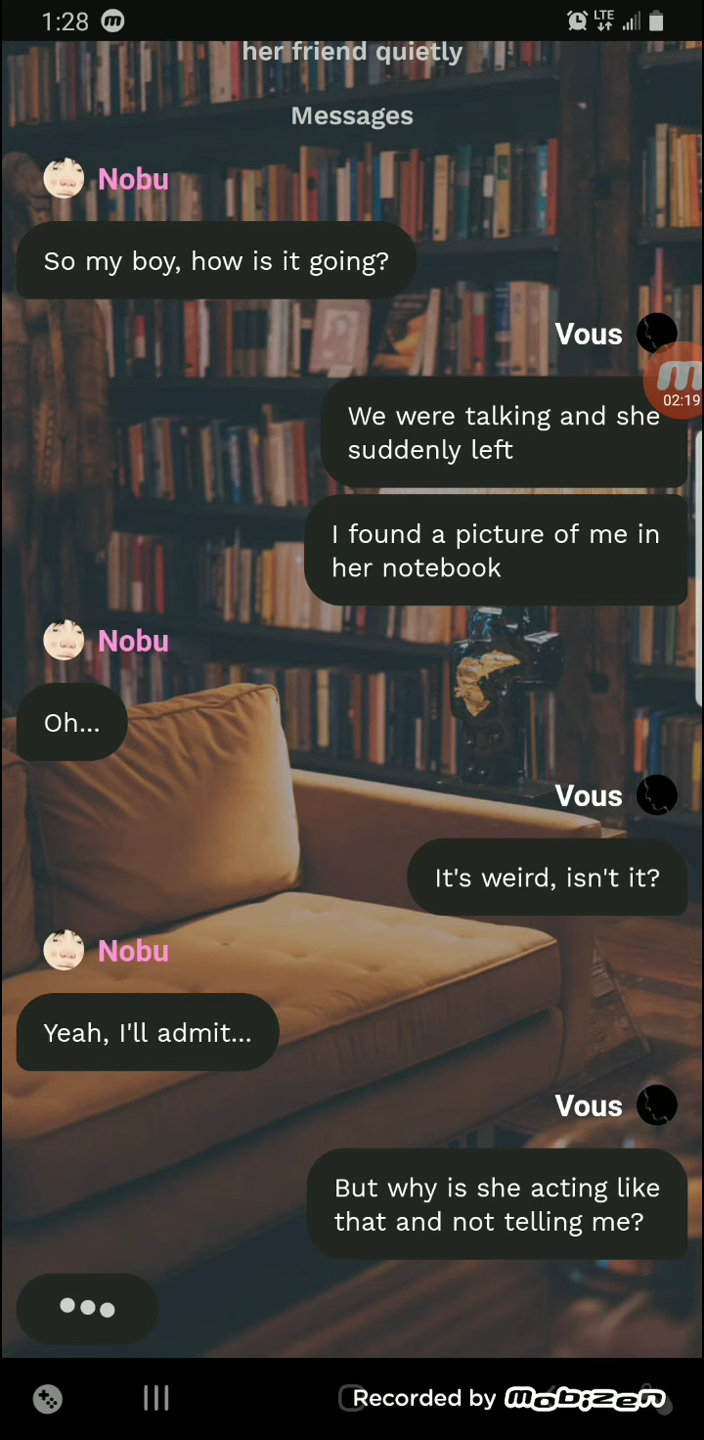 1:28
LTE
her friend quietly
Messages
Nobu
So my boy, how is it going?
Vous
02:19
We were talking and she
suddenly left
I found a picture of me in
her notebook
Nobu
Oh...
Vous
It's weird, isn't it?
Nobu
Yeah, I'll admit...
Vous
But why is she acting like
that and not telling me?
Recorded by mobizen